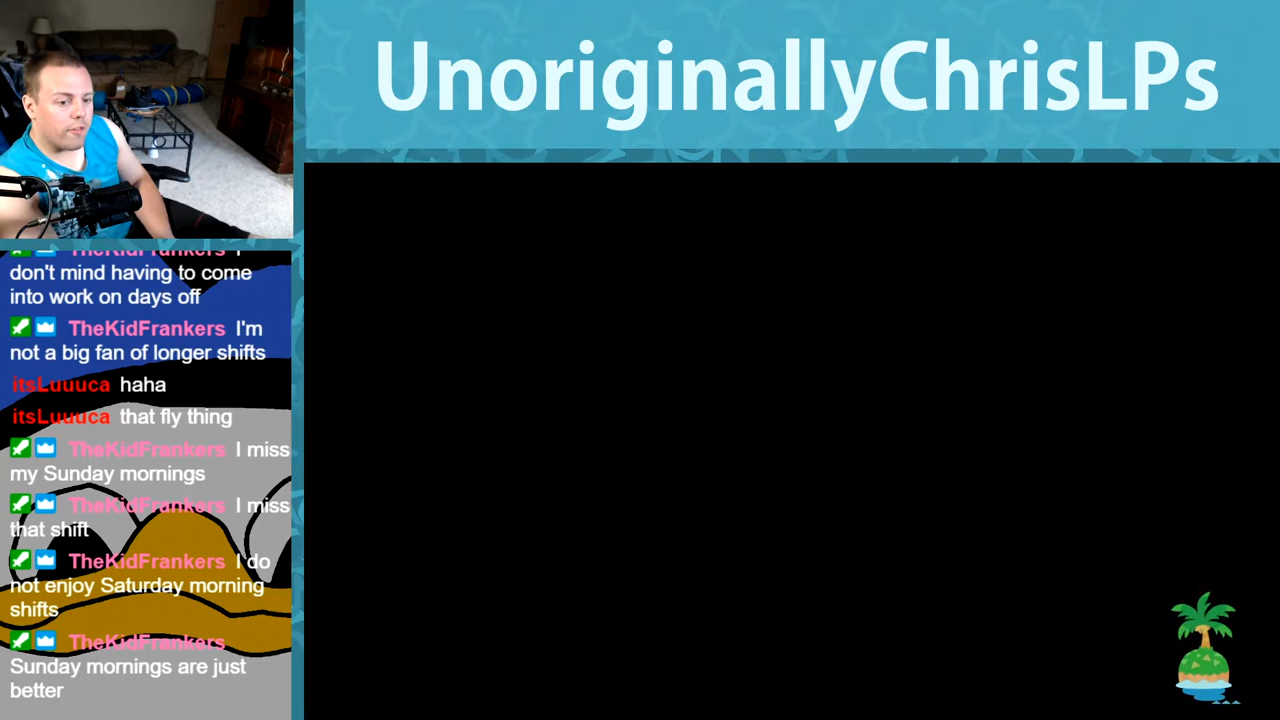 UnoriginallyChrisLPs
TheKidFrankers I
don't mind having to come
into work on days off
TheKidFrankers I'm
not a big fan of longer shifts
itsLuuuca haha
itsLuuuca that fly thing
TheKidFrankers I miss
my Sunday mornings
TheKidFrankers I miss
that shift
TheKidFrankers I do
not enjoy Saturday morning
shifts
TheKidFrankers
Sunday mornings are just
better